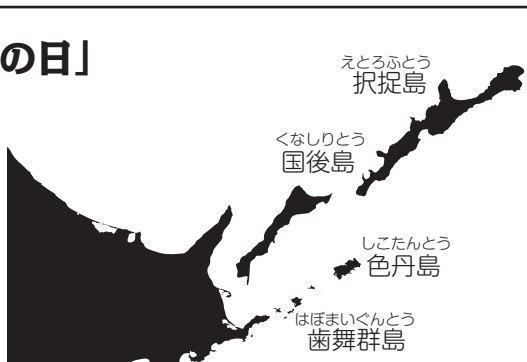 の日」
えとろふとう
択捉島
くなしりとう
国後島
しこたんとう
色丹島
はぼまいぐんとう
歯舞群島